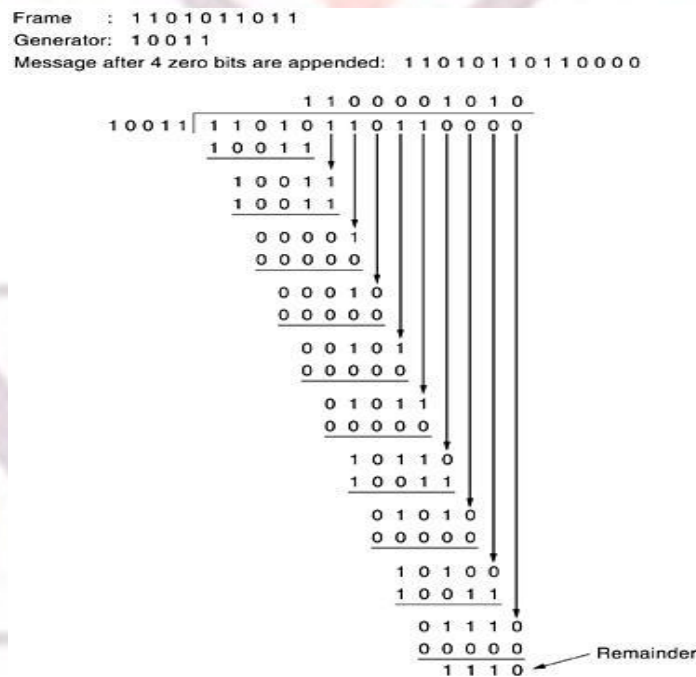 Frame : 1 1 0 1 0 1 1 0 1 1
Generator: 1 0 0 1 1
Message after 4 zero bits are appended: 1 1 0 1 0 1 1 0 1 1 0 0 0 0
1 1 0 0 0 0 1 0 1 0
1 0 0 1 1 1 1 0 1 0 1 1 0 1 1 0 0 0 0
1 0 0 1 1
1 0 0 1 1
1 0 0 1 1
0 0 0 0 1
0 0 0 0 0
0 0 0 1 0
0 0 0 0 0
0 0 1 0 1
0 0 0 0 0
0 1 0 1 1
0 0 0 0 0
1 0 1 1 0
1 0 0 1 1
0 1 0 1 0
0 0 0 0 0
1 0 1 0 0
1 0 0 1 1
0 1 1 1 0
0 0 0 0 0
Remainder
1 1 1 0